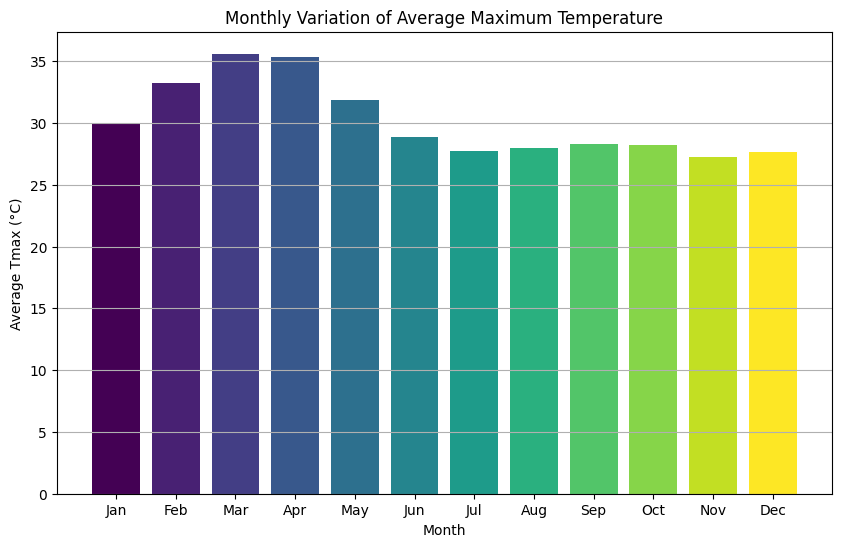 Monthly Variation of Average Maximum Temperature
Average Tmax (°C)
35
30
25
20
15
10
5
0
Jan Feb Mar Apr May Jun Jul Aug Sep Oct Nov Dec
Month